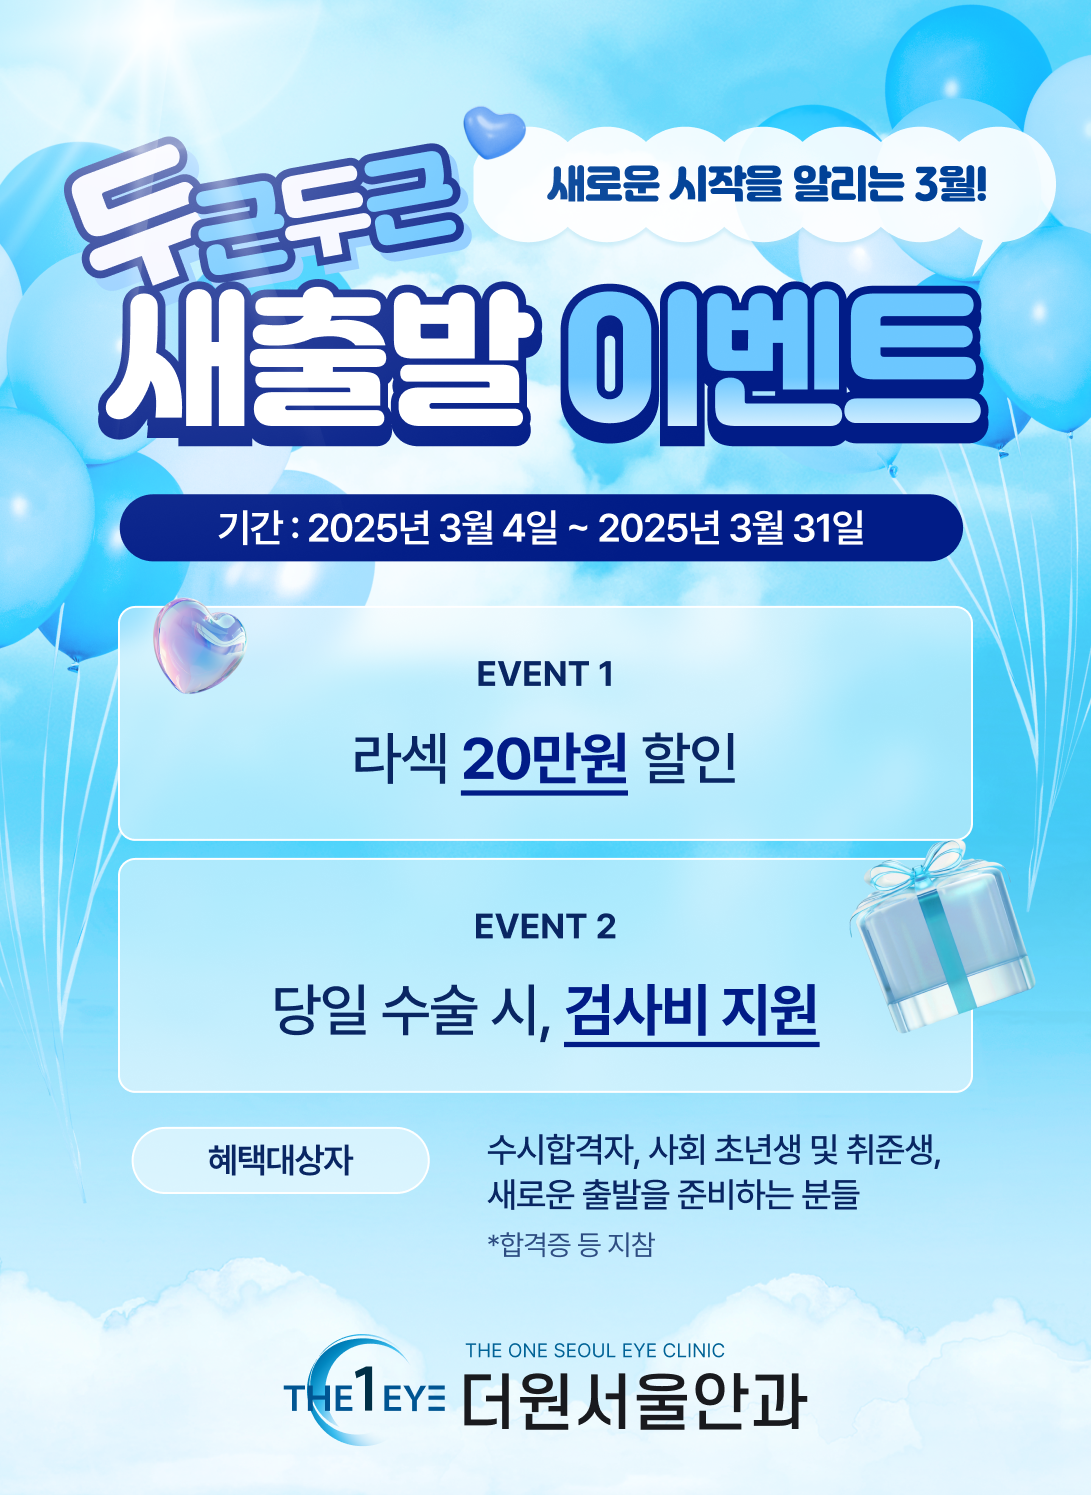 새로운 시작을 알리는 3월!
두근두근
새출발 이벤트
기간 : 2025년 3월 4일 ~ 2025년 3월 31일
EVENT 1
라섹 20만원 할인
EVENT 2
당일 수술 시, 검사비 지원
혜택대상자
수시합격자, 사회 초년생 및 취준생,
새로운 출발을 준비하는 분들
*합격증 등 지참
THE 1 EYE
THE ONE SEOUL EYE CLINIC
더원서울안과